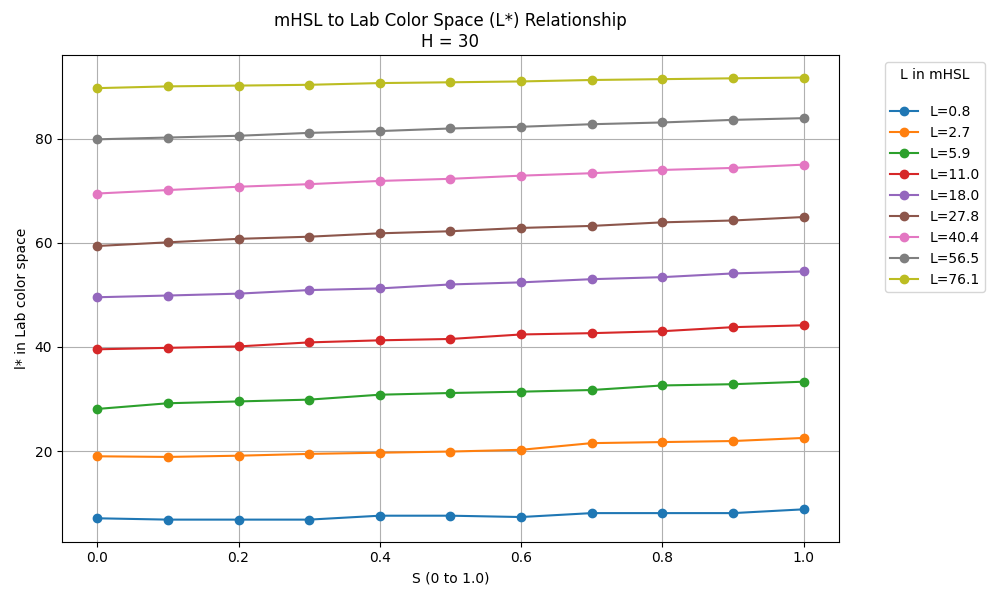 mHSL to Lab Color Space (L*) Relationship
H = 30
l* in Lab color space
80
60
40
20
0.0 0.2 0.4 0.6 0.8 1.0
S (0 to 1.0)
L in mHSL
L=0.8
L=2.7
L=5.9
L=11.0
L=18.0
L=27.8
L=40.4
L=56.5
L=76.1